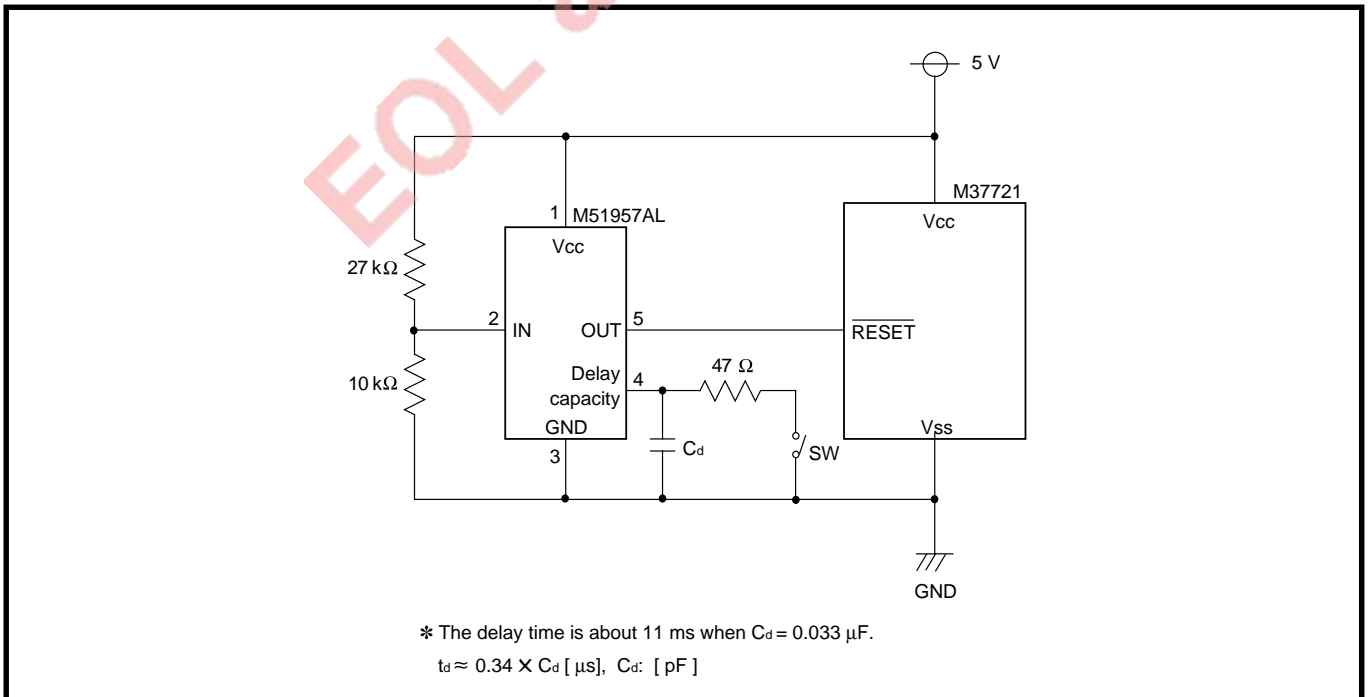 EOL a
5 V
M37721
1 M51957AL
Vcc
Vcc
27 kΩ
2 IN OUT 5
RESET
10 kΩ
47 Ω
Delay 4
capacity
GND
Vss
3
Cd
SW
GND
✻ The delay time is about 11 ms when Cd = 0.033 μF.
td ≈ 0.34 ✕ Cd [ μs], Cd: [ pF ]